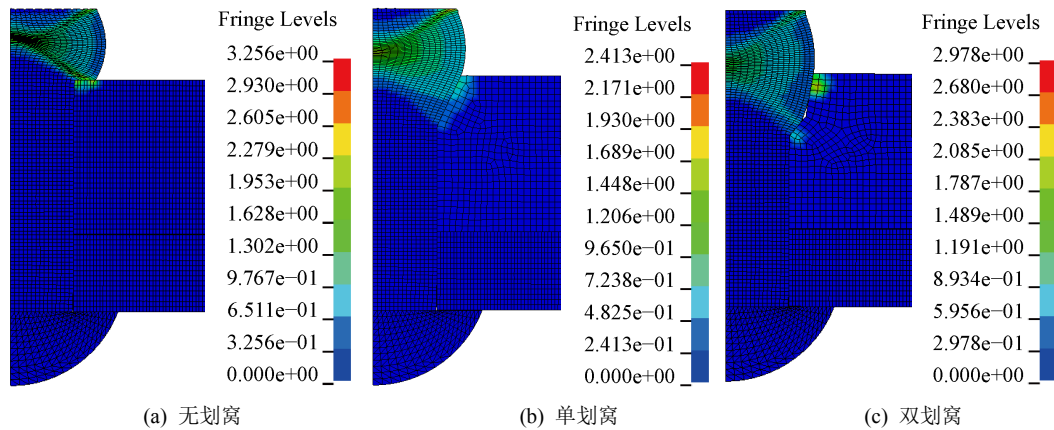 Fringe Levels
3.256e+00
2.930e+00
2.605e+00
2.279e+00
1.953e+00
1.628e+00
1.302e+00
9.767e−01
6.511e−01
3.256e−01
0.000e+00
(a) 无划窝
Fringe Levels
2.413e+00
2.171e+00
1.930e+00
1.689e+00
1.448e+00
1.206e+00
9.650e−01
7.238e−01
4.825e−01
2.413e−01
0.000e+00
(b) 单划窝
Fringe Levels
2.978e+00
2.680e+00
2.383e+00
2.085e+00
1.787e+00
1.489e+00
1.191e+00
8.934e−01
5.956e−01
2.978e−01
0.000e+00
(c) 双划窝